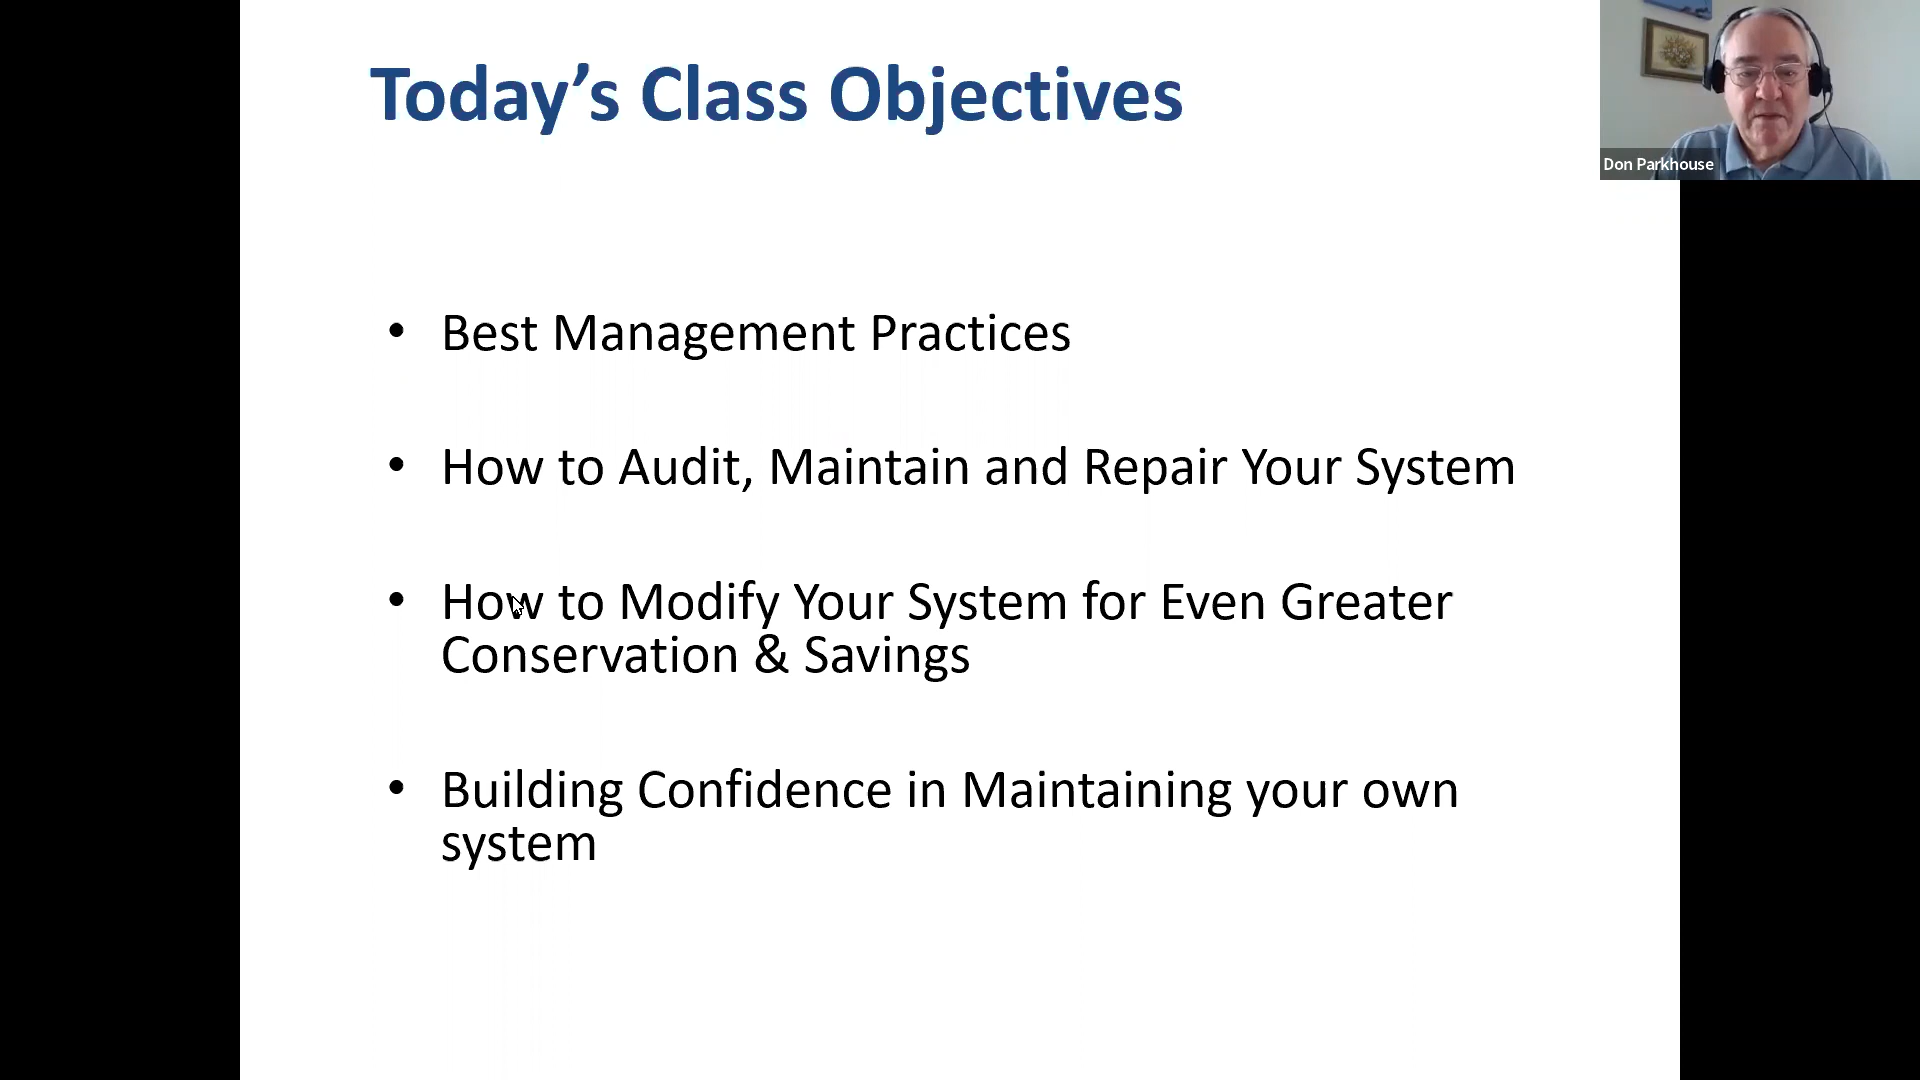 Today’s Class Objectives
Don Parkhouse
• Best Management Practices
• How to Audit, Maintain and Repair Your System
• How to Modify Your System for Even Greater
Conservation & Savings
• Building Confidence in Maintaining your own
system